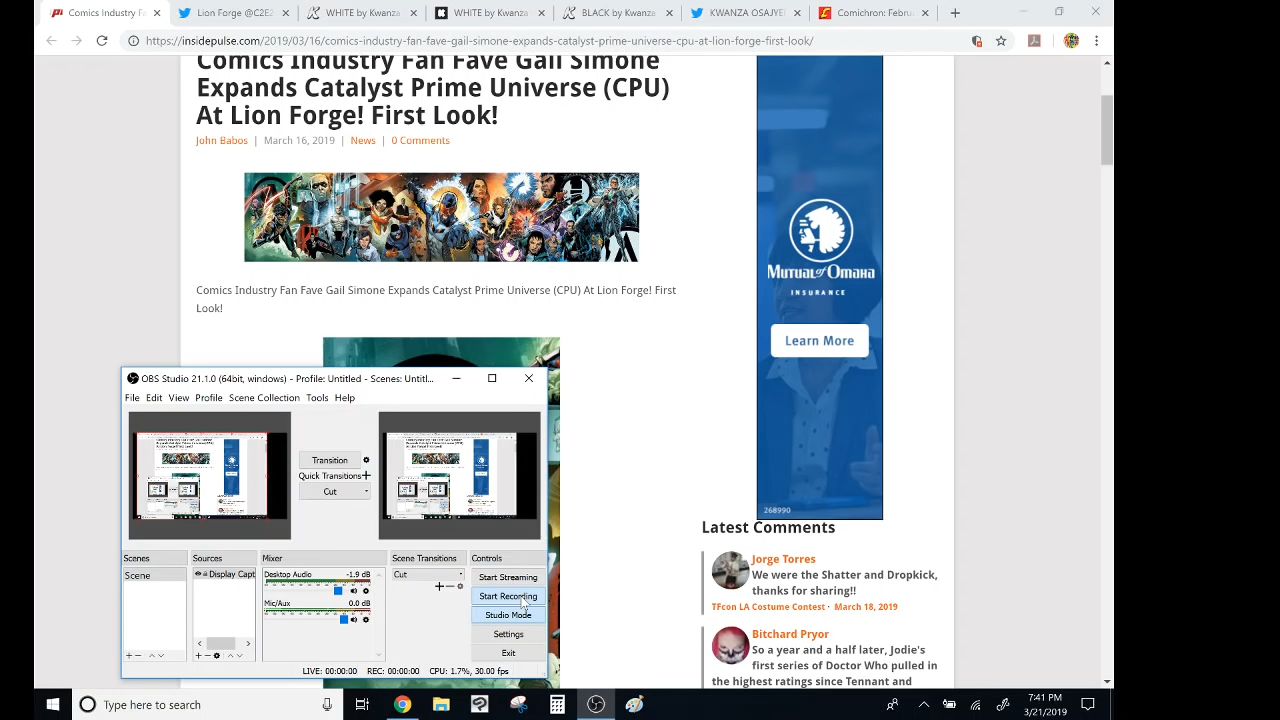 Comics Industry Fa
Lion Forge @C2E2
WHITE by Kwanza
WHITE by Kwanza
BLACK by Kwanza
KWANZA OSAJYE
Comichron: Februa
https://insidepulse.com/2019/03/16/comics-industry-fan-fave-gail-simone-expands-catalyst-prime-universe-cpu-at-lion-forge-first-look/
Comics Industry Fan Fave Gail Simone
Expands Catalyst Prime Universe (CPU)
At Lion Forge! First Look!
John Babos | March 16, 2019 | News | 0 Comments
Comics Industry Fan Fave Gail Simone Expands Catalyst Prime Universe (CPU) At Lion Forge! First
Look!
Mutual of Omaha
INSURANCE
Learn More
268990
OBS Studio 21.1.0 (64bit, windows) - Profile: Untitled - Scenes: Untitl...
File Edit View Profile Scene Collection Tools Help
Transition
Quick Transitions
Cut
Scenes
Sources
Mixer
Scene Transitions
Controls
Scene
Display Capt
Desktop Audio -1.9 dB
Mic/Aux 0.0 dB
Cut
Start Streaming
Start Recording
Studio Mode
Settings
Exit
LIVE: 00:00:00 REC: 00:00:00 CPU: 1.7%, 30.00 fps
Latest Comments
Jorge Torres
We were the Shatter and Dropkick,
thanks for sharing!!
TFcon LA Costume Contest · March 18, 2019
Bitchard Pryor
So a year and a half later, Jodie's
first series of Doctor Who pulled in
the highest ratings since Tennant and
Type here to search
7:41 PM
3/21/2019